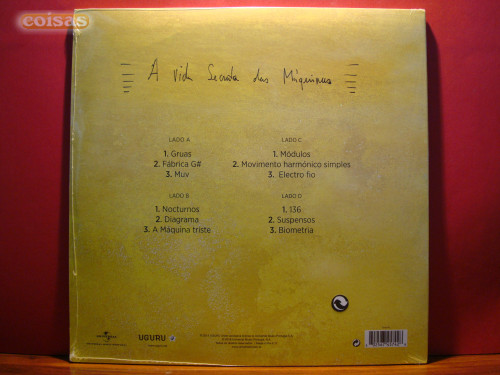 coisas
A Vida Secreta das Máquinas
LADO A
1. Gruas
2. Fábrica G#
3. Muv
LADO C
1. Módulos
2. Movimento harmónico simples
3. Electro fio
LADO B
1. Nocturnos
2. Diagrama
3. A Máquina triste
LADO D
1. 136
2. Suspensos
3. Biometria
UGURU